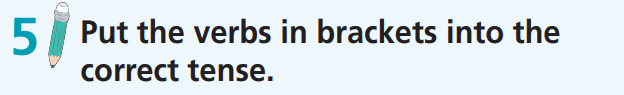 5 Put the verbs in brackets into the
correct tense.